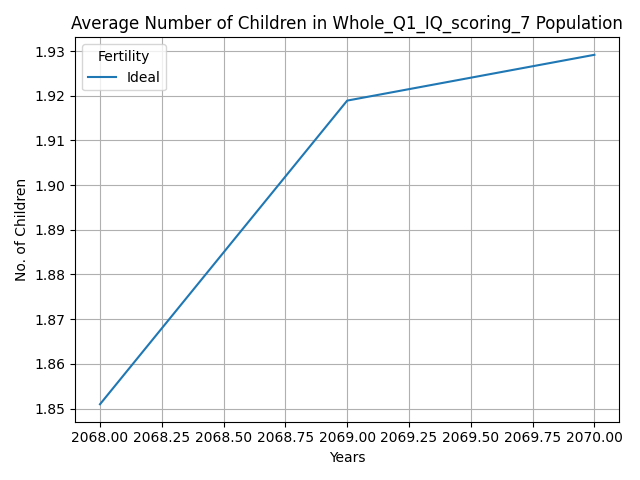 Average Number of Children in Whole_Q1_IQ_scoring_7 Population
Fertility
Ideal
1.93
1.92
1.91
1.90
1.89
1.88
1.87
1.86
1.85
No. of Children
2068.00 2068.25 2068.50 2068.75 2069.00 2069.25 2069.50 2069.75 2070.00
Years